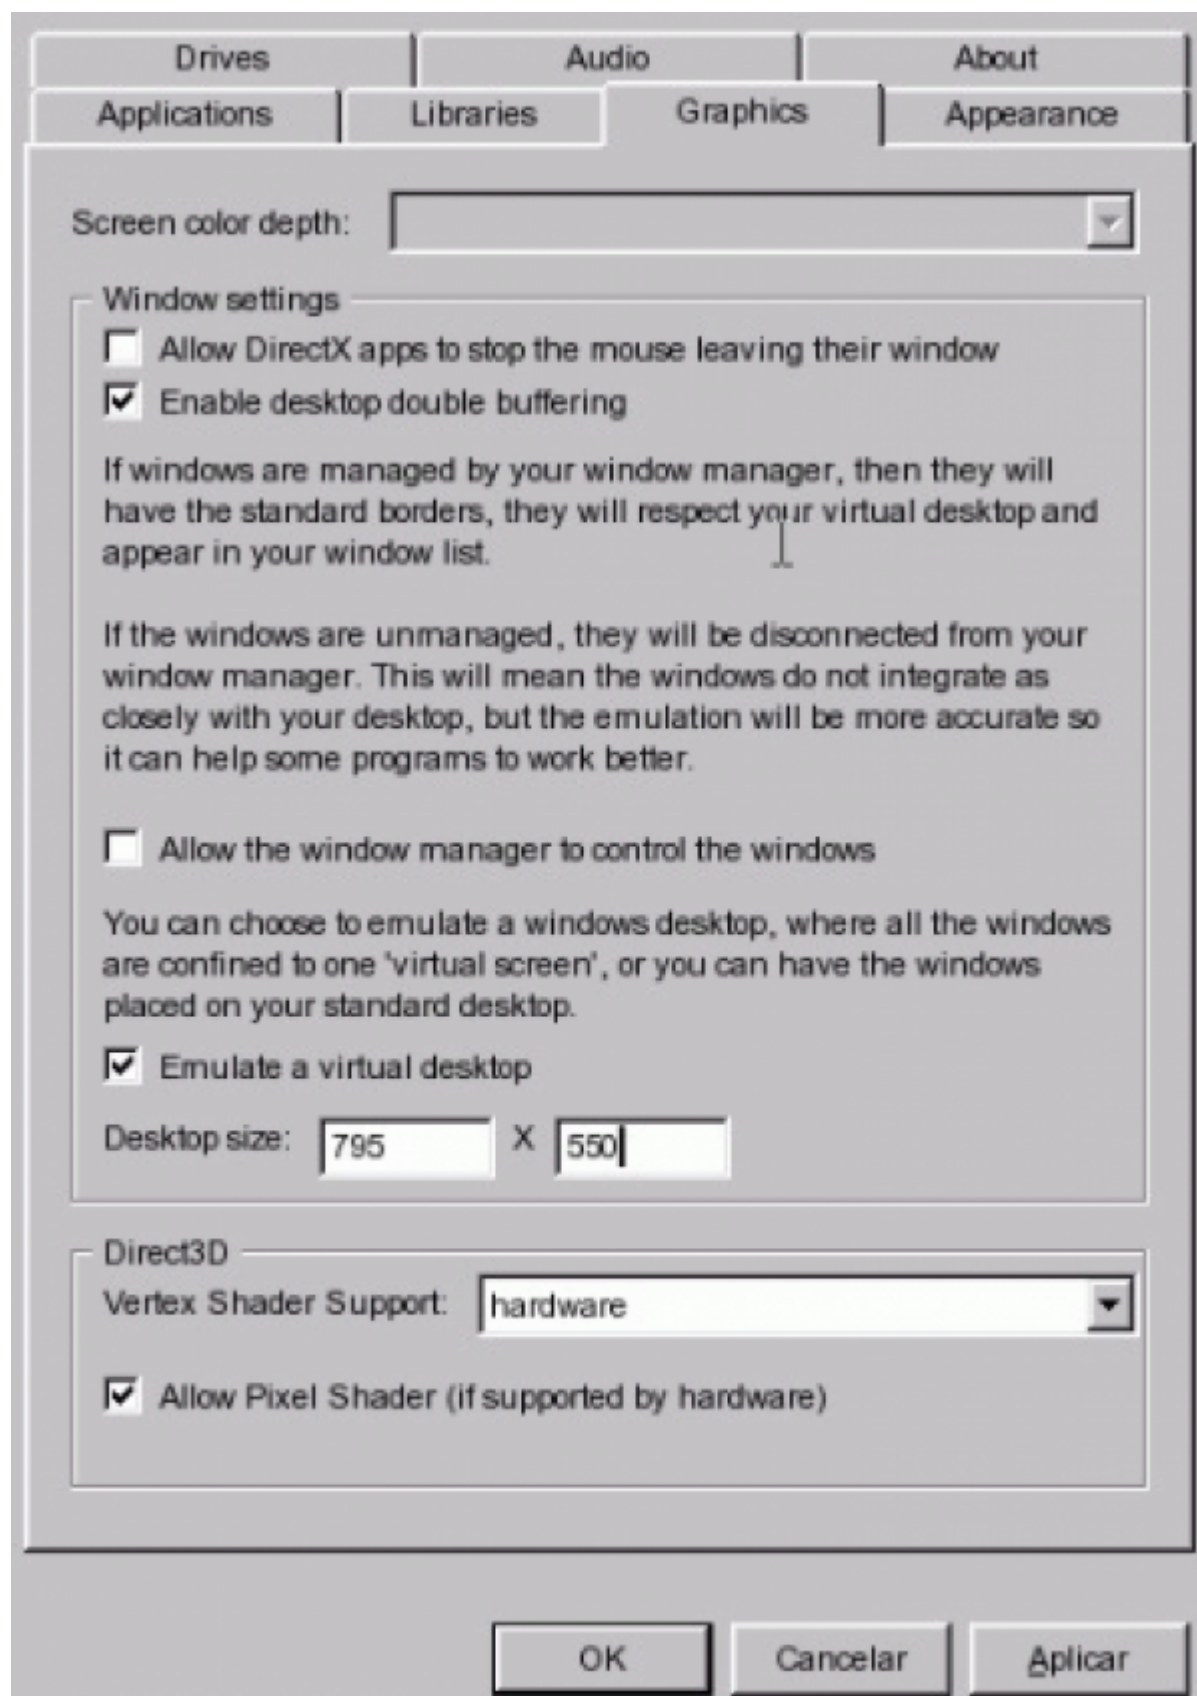 Drives Audio About
Applications Libraries Graphics Appearance
Screen color depth:
Window settings
Allow DirectX apps to stop the mouse leaving their window
Enable desktop double buffering
If windows are managed by your window manager, then they will
have the standard borders, they will respect your virtual desktop and
appear in your window list.
If the windows are unmanaged, they will be disconnected from your
window manager. This will mean the windows do not integrate as
closely with your desktop, but the emulation will be more accurate so
it can help some programs to work better.
Allow the window manager to control the windows
You can choose to emulate a windows desktop, where all the windows
are confined to one 'virtual screen', or you can have the windows
placed on your standard desktop.
Emulate a virtual desktop
Desktop size: 795 X 550
Direct3D
Vertex Shader Support: hardware
Allow Pixel Shader (if supported by hardware)
OK Cancelar Aplicar